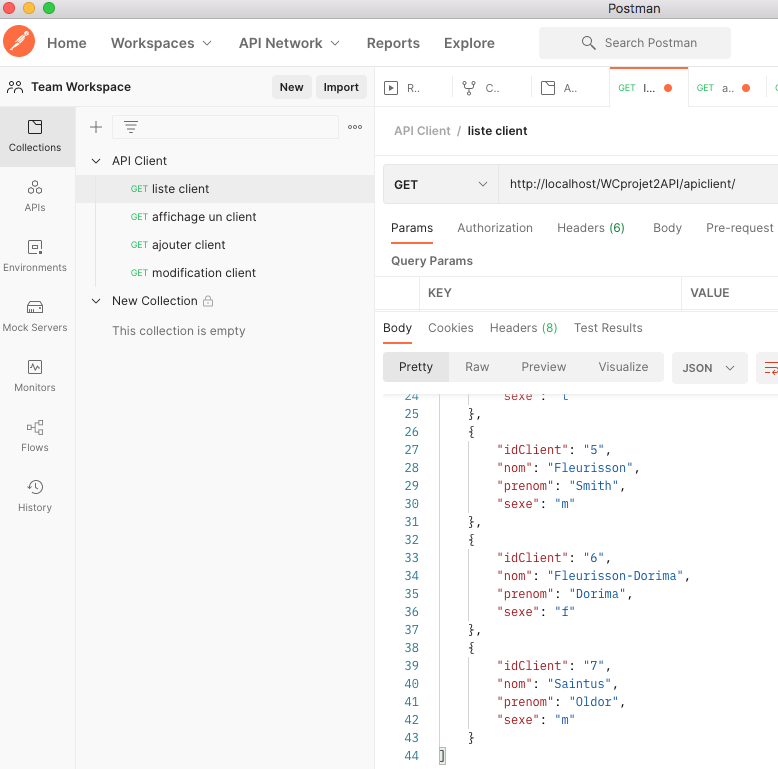 Postman
Home Workspaces API Network Reports Explore Search Postman
Team Workspace New Import
R.. C.. A.. GET l... GET a..
Collections
APIs
Environments
Mock Servers
Monitors
Flows
History
API Client
GET liste client
GET affichage un client
GET ajouter client
GET modification client
New Collection
This collection is empty
API Client / liste client
GET http://localhost/WCprojet2API/apiclient/
Params Authorization Headers (6) Body Pre-request
Query Params
KEY VALUE
Body Cookies Headers (8) Test Results
Pretty Raw Preview Visualize JSON
24 "sexe":
25 },
26 {
27 "idClient": "5",
28 "nom": "Fleurisson",
29 "prenom": "Smith",
30 "sexe": "m"
31 },
32 {
33 "idClient": "6",
34 "nom": "Fleurisson-Dorima",
35 "prenom": "Dorima",
36 "sexe": "f"
37 },
38 {
39 "idClient": "7",
40 "nom": "Saintus",
41 "prenom": "Oldor",
42 "sexe": "m"
43 }
44 ]